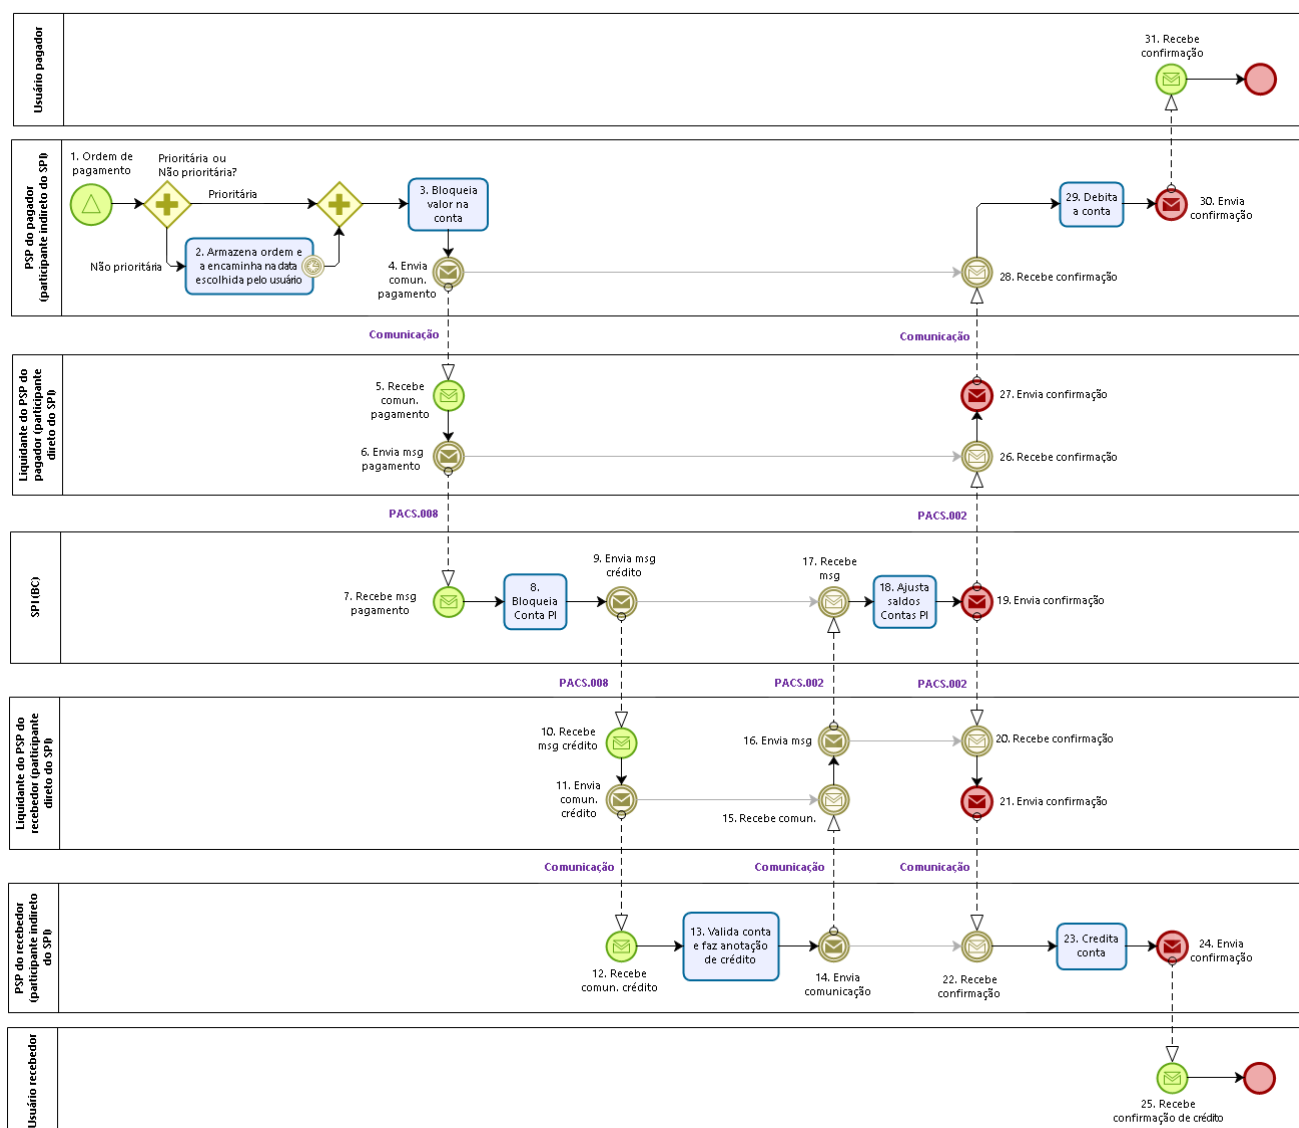 Usuário pagador
31. Recebe
confirmação
PSP do pagador
(participante indireto do SPI)
1. Ordem de
pagamento
Prioritária ou
Não prioritária?
Prioritária
Não prioritária
2. Armazena ordem e
a encaminha na data
escolhida pelo usuário
3. Bloqueia
valor na
conta
4. Envia
comun.
pagamento
28. Recebe confirmação
29. Debita
a conta
30. Envia
confirmação
Comunicação
Comunicação
Liquidante do PSP do
pagador (participante
direto do SPI)
5. Recebe
comun.
pagamento
6. Envia msg
pagamento
27. Envia confirmação
26. Recebe confirmação
PACS.008
PACS.002
SPI (BC)
7. Recebe msg
pagamento
8.
Bloqueia
Conta PI
9. Envia msg
crédito
17. Recebe
msg
18. Ajusta
saldos
Contas PI
19. Envia confirmação
PACS.008
PACS.002
PACS.002
Liquidante do PSP do
recebedor (participante
direto do SPI)
10. Recebe
msg crédito
11. Envia
comun.
crédito
16. Envia msg
15. Recebe comun.
20. Recebe confirmação
21. Envia confirmação
Comunicação
Comunicação
Comunicação
PSP do recebedor
(participante indireto
do SPI)
12. Recebe
comun. crédito
13. Valida conta
e faz anotação
de crédito
14. Envia
comunicação
22. Recebe
confirmação
23. Credita
conta
24. Envia
confirmação
Usuário recebedor
25. Recebe
confirmação de crédito